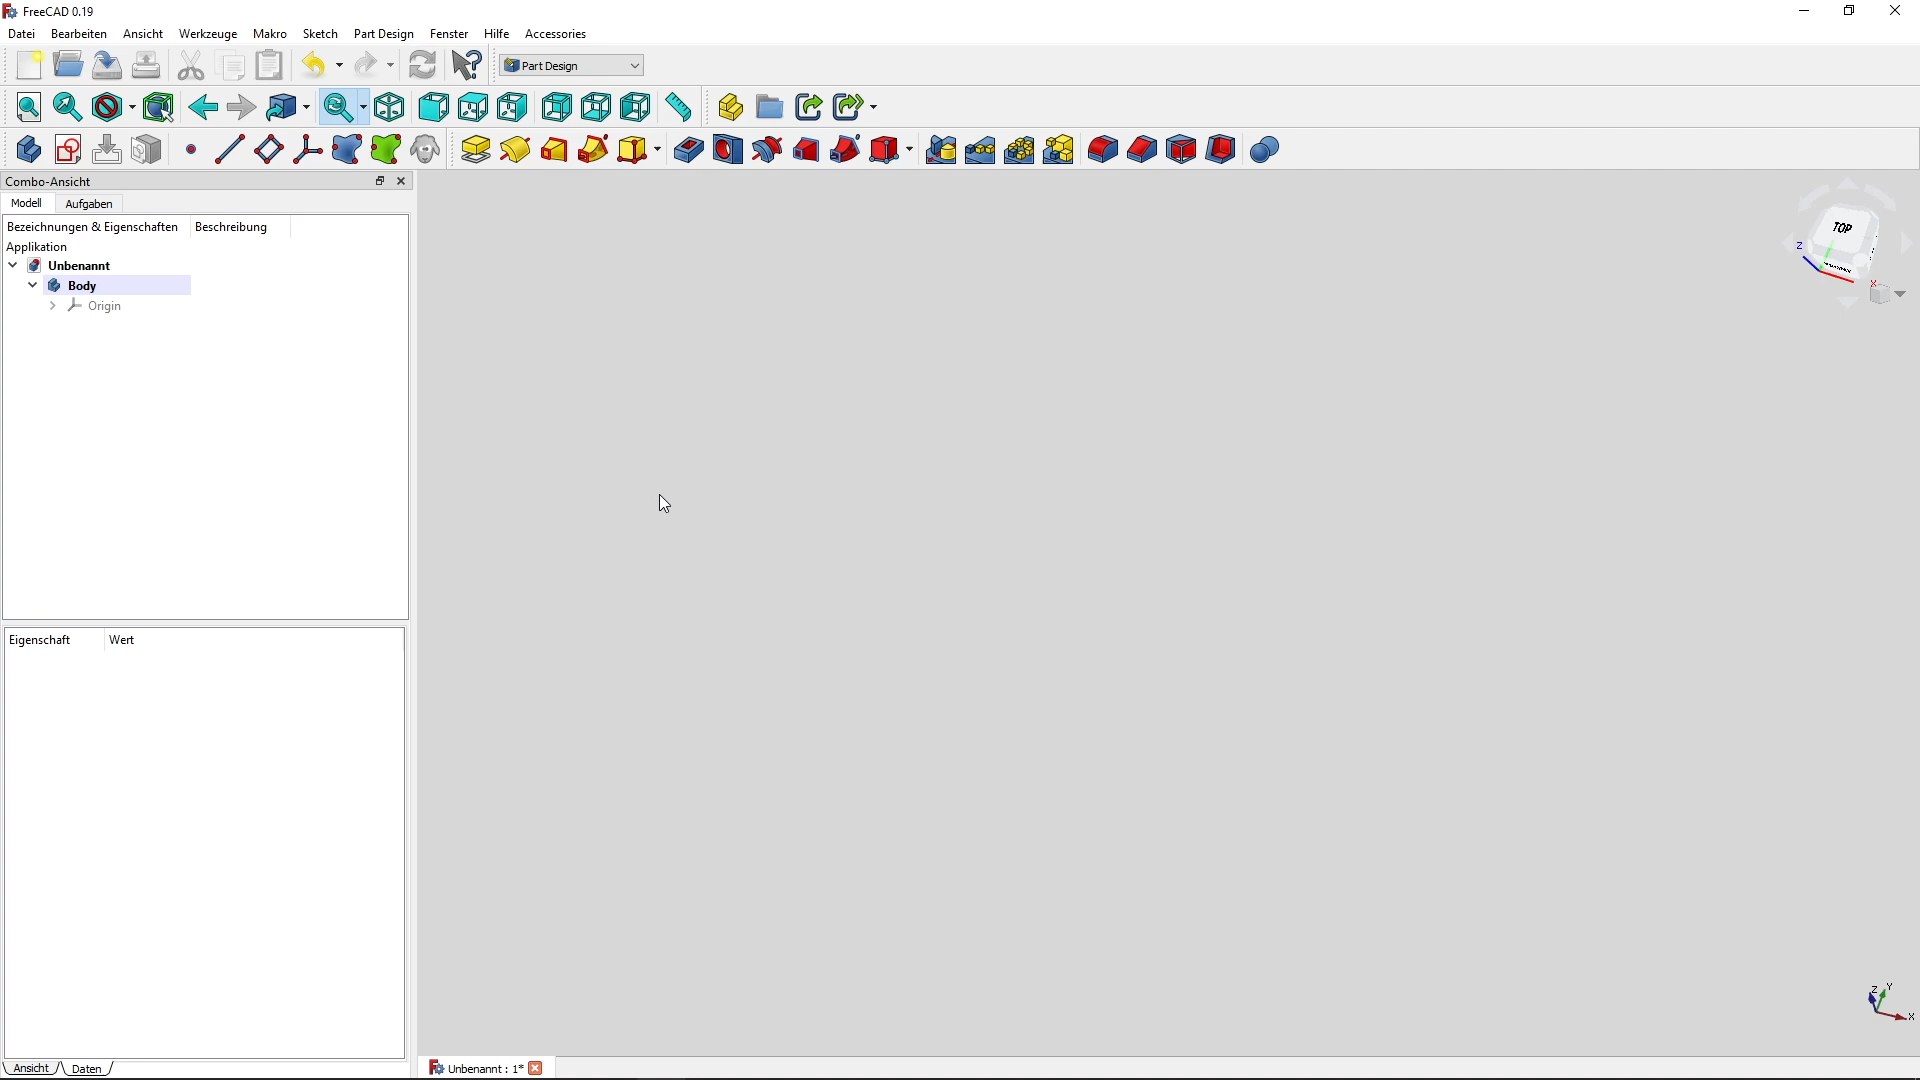 FreeCAD 0.19
Datei Bearbeiten Ansicht Werkzeuge Makro Sketch Part Design Fenster Hilfe Accessories
Part Design
Combo-Ansicht
Modell Aufgaben
Bezeichnungen & Eigenschaften Beschreibung
Applikation
Unbenannt
Body
Origin
TOP
Z
X
Eigenschaft Wert
Z Y
X
Ansicht Daten
Unbenannt : 1*